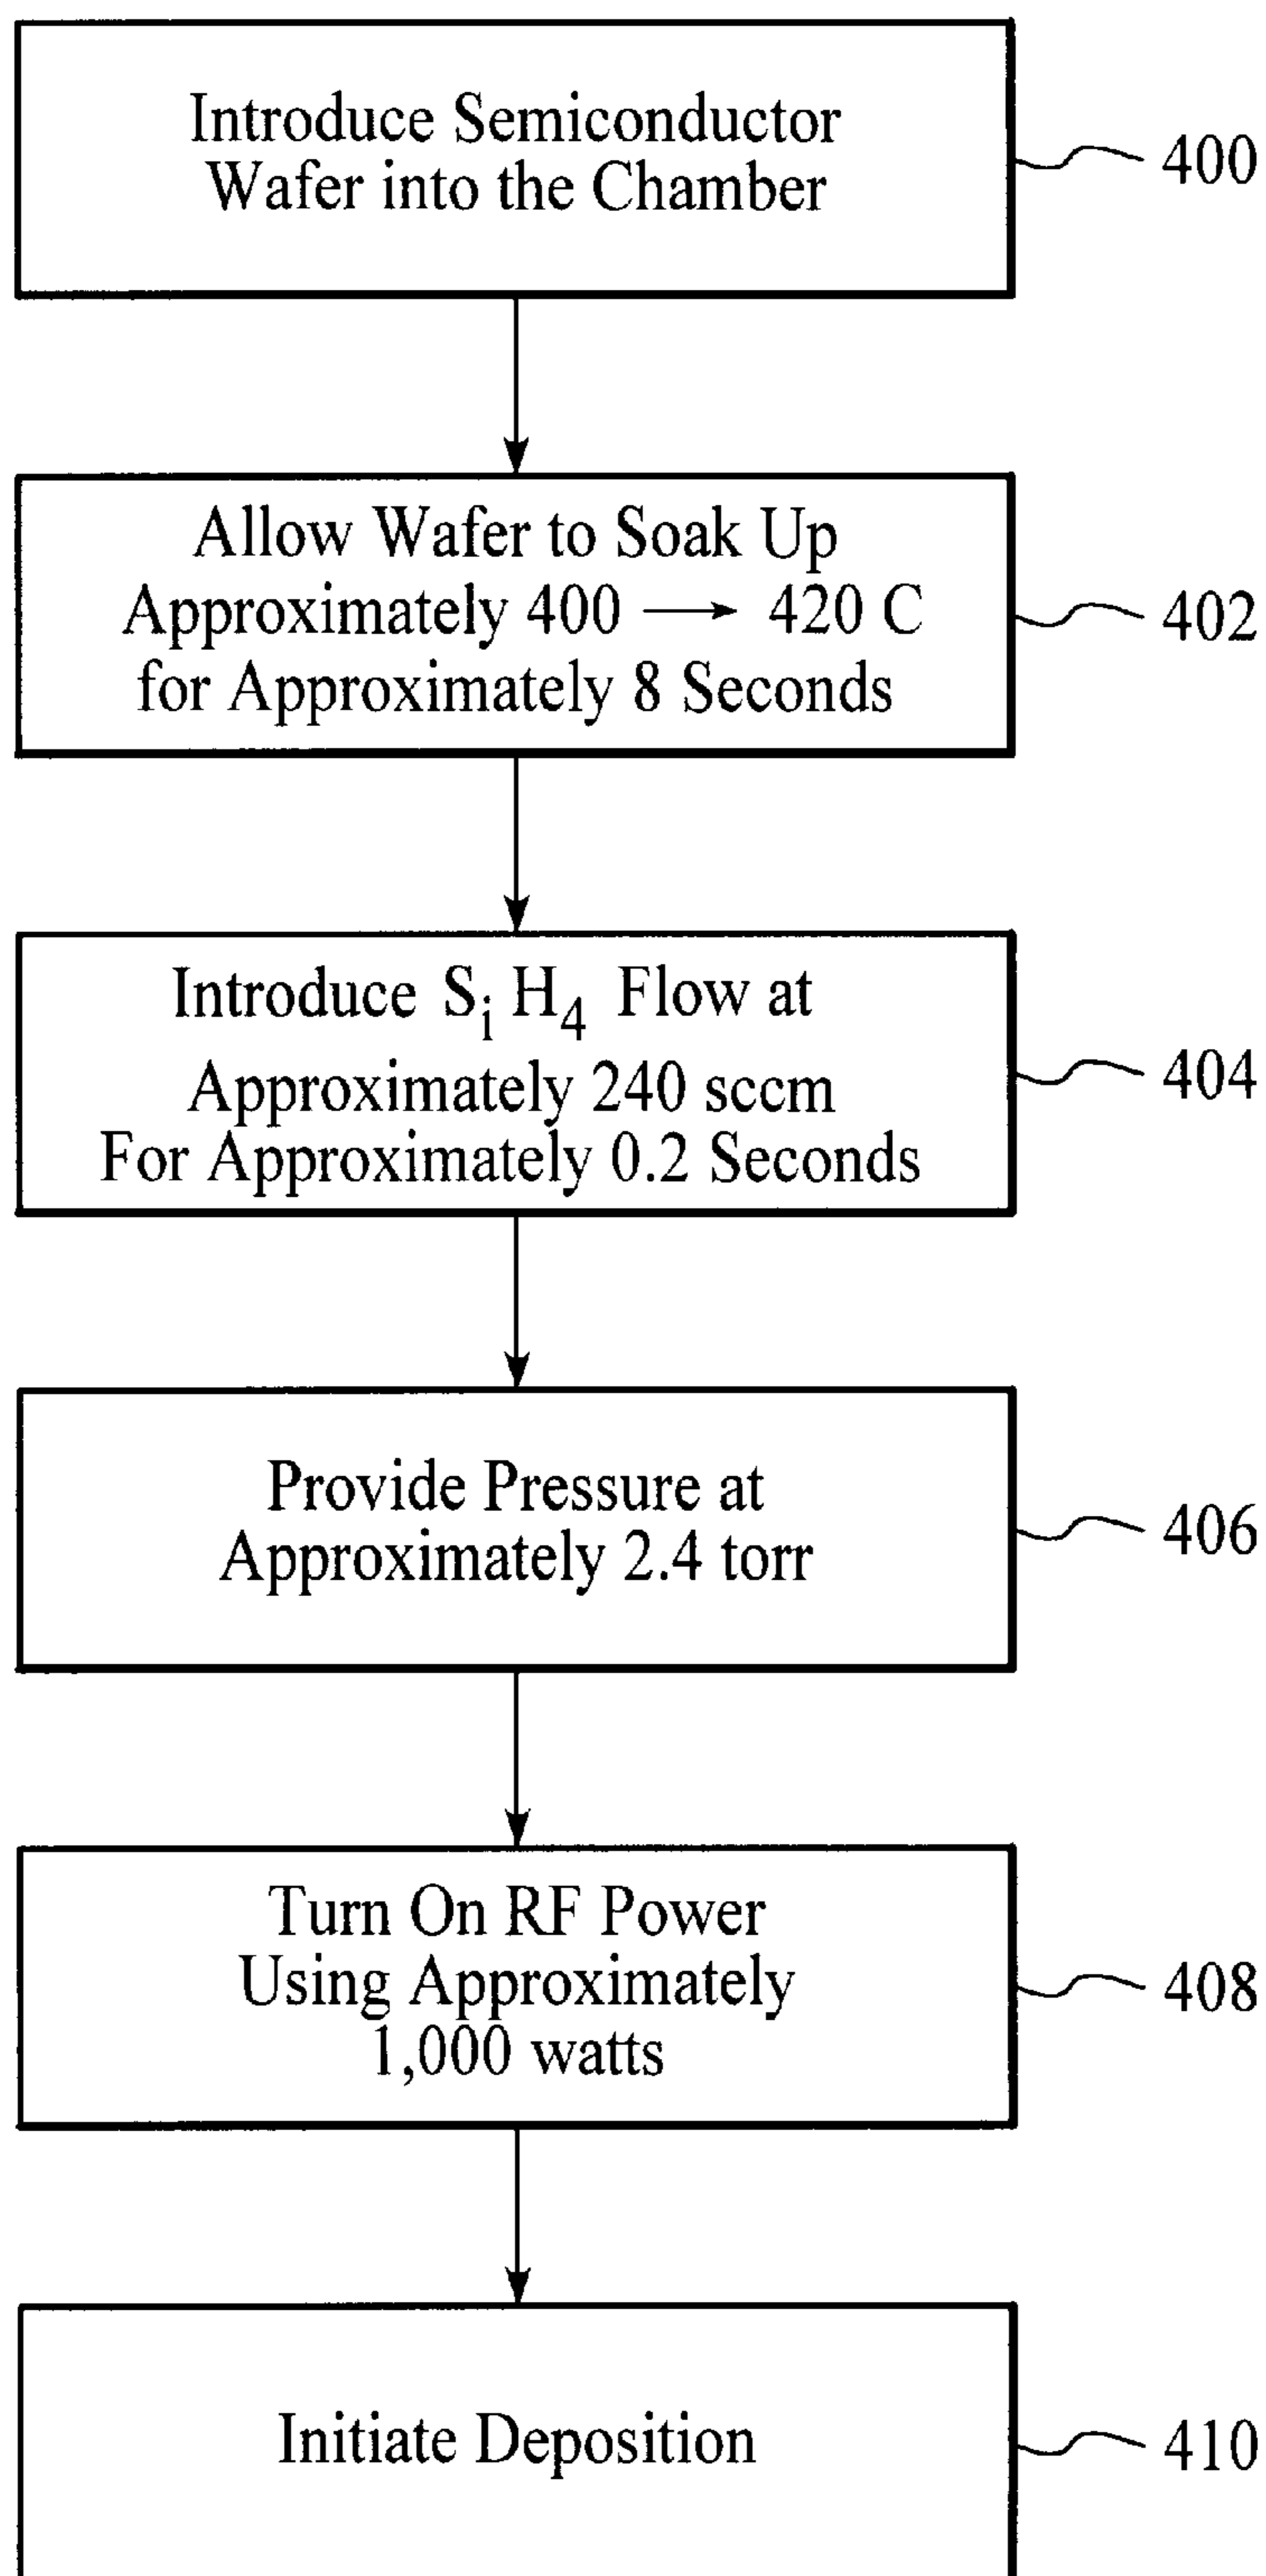 Introduce Semiconductor
Wafer into the Chamber
400
Allow Wafer to Soak Up
Approximately 400 → 420 C
for Approximately 8 Seconds
402
Introduce SiH4 Flow at
Approximately 240 sccm
For Approximately 0.2 Seconds
404
Provide Pressure at
Approximately 2.4 torr
406
Turn On RF Power
Using Approximately
1,000 watts
408
Initiate Deposition
410